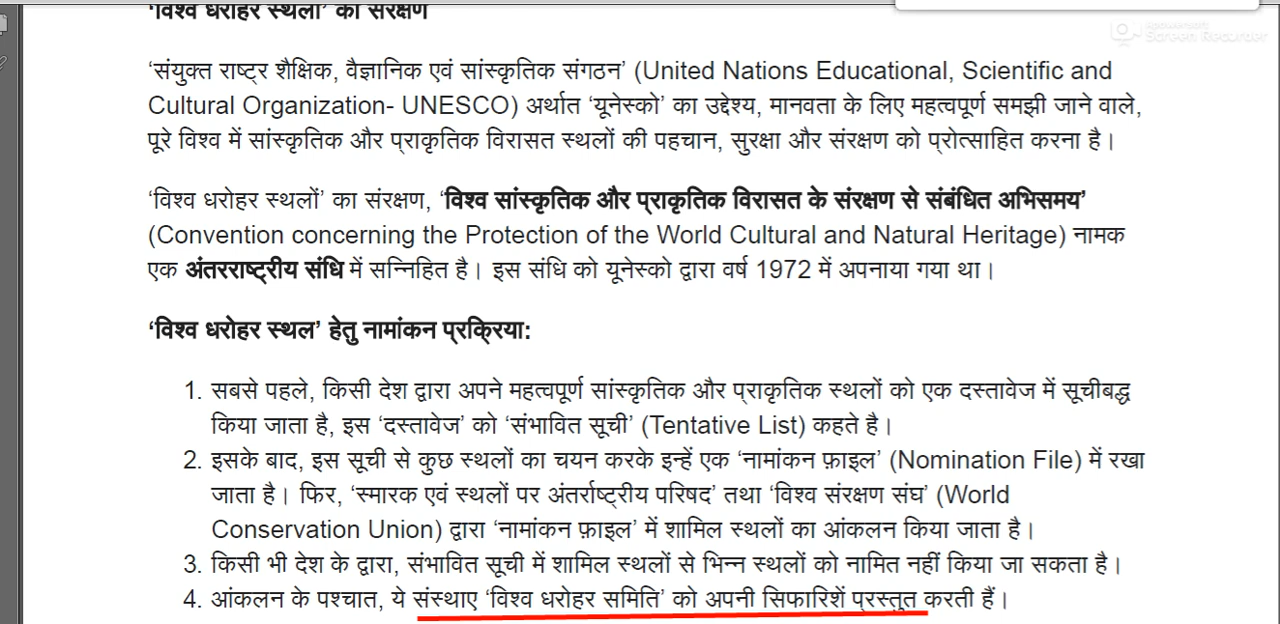 'विश्व धरोहर स्थलों' का संरक्षण
Apowersoft
Screen Recorder
‘संयुक्त राष्ट्र शैक्षिक, वैज्ञानिक एवं सांस्कृतिक संगठन’ (United Nations Educational, Scientific and
Cultural Organization- UNESCO) अर्थात ‘यूनेस्को’ का उद्देश्य, मानवता के लिए महत्वपूर्ण समझी जाने वाले,
पूरे विश्व में सांस्कृतिक और प्राकृतिक विरासत स्थलों की पहचान, सुरक्षा और संरक्षण को प्रोत्साहित करना है।
‘विश्व धरोहर स्थलों’ का संरक्षण, ‘विश्व सांस्कृतिक और प्राकृतिक विरासत के संरक्षण से संबंधित अभिसमय’
(Convention concerning the Protection of the World Cultural and Natural Heritage) नामक
एक अंतरराष्ट्रीय संधि में सन्निहित है। इस संधि को यूनेस्को द्वारा वर्ष 1972 में अपनाया गया था।
‘विश्व धरोहर स्थल’ हेतु नामांकन प्रक्रिया:
1. सबसे पहले, किसी देश द्वारा अपने महत्वपूर्ण सांस्कृतिक और प्राकृतिक स्थलों को एक दस्तावेज में सूचीबद्ध
किया जाता है, इस ‘दस्तावेज’ को ‘संभावित सूची’ (Tentative List) कहते है।
2. इसके बाद, इस सूची से कुछ स्थलों का चयन करके इन्हें एक ‘नामांकन फ़ाइल’ (Nomination File) में रखा
जाता है। फिर, ‘स्मारक एवं स्थलों पर अंतर्राष्ट्रीय परिषद’ तथा ‘विश्व संरक्षण संघ’ (World
Conservation Union) द्वारा ‘नामांकन फ़ाइल’ में शामिल स्थलों का आंकलन किया जाता है।
3. किसी भी देश के द्वारा, संभावित सूची में शामिल स्थलों से भिन्न स्थलों को नामित नहीं किया जा सकता है।
4. आंकलन के पश्चात, ये संस्थाए ‘विश्व धरोहर समिति’ को अपनी सिफारिशें प्रस्तुत करती हैं।